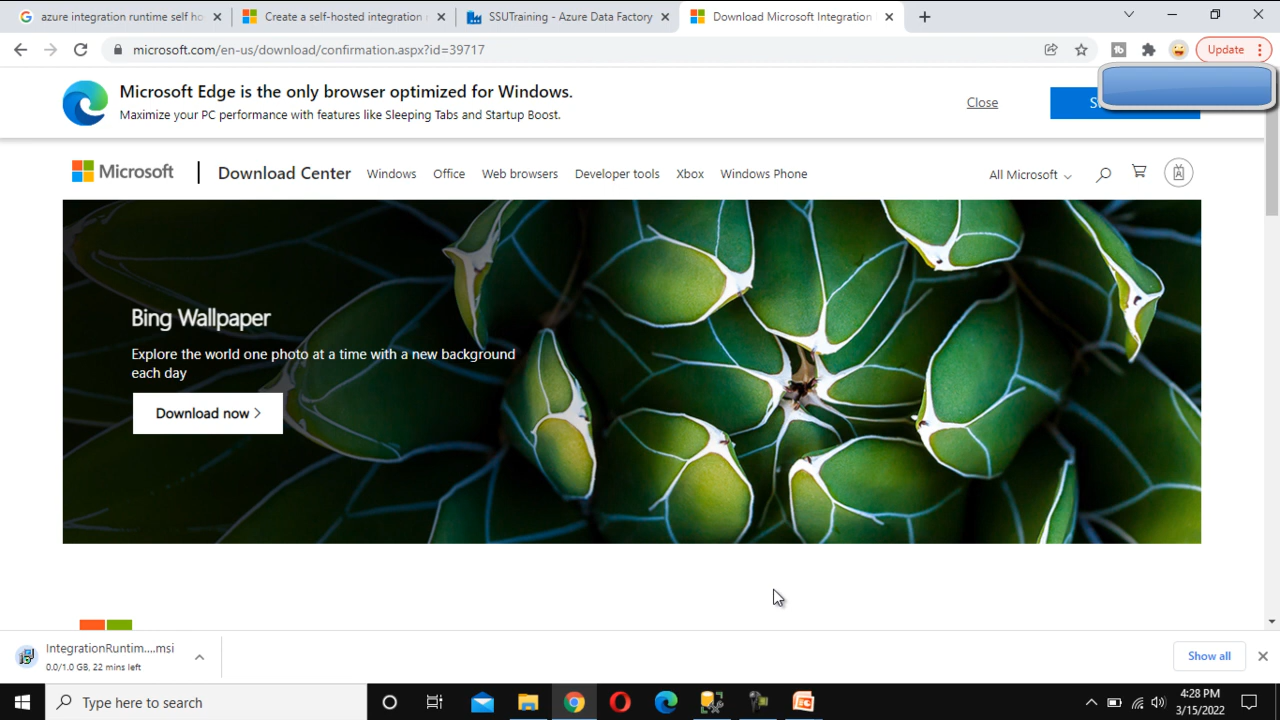 azure integration runtime self ho
Create a self-hosted integration
SSUTraining - Azure Data Factory
Download Microsoft Integration
microsoft.com/en-us/download/confirmation.aspx?id=39717
Update
Microsoft Edge is the only browser optimized for Windows.
Maximize your PC performance with features like Sleeping Tabs and Startup Boost.
Close
Microsoft
Download Center
Windows
Office
Web browsers
Developer tools
Xbox
Windows Phone
All Microsoft
Bing Wallpaper
Explore the world one photo at a time with a new background
each day
Download now >
IntegrationRuntim....msi
0.0/1.0 GB, 22 mins left
Show all
Type here to search
4:28 PM
3/15/2022